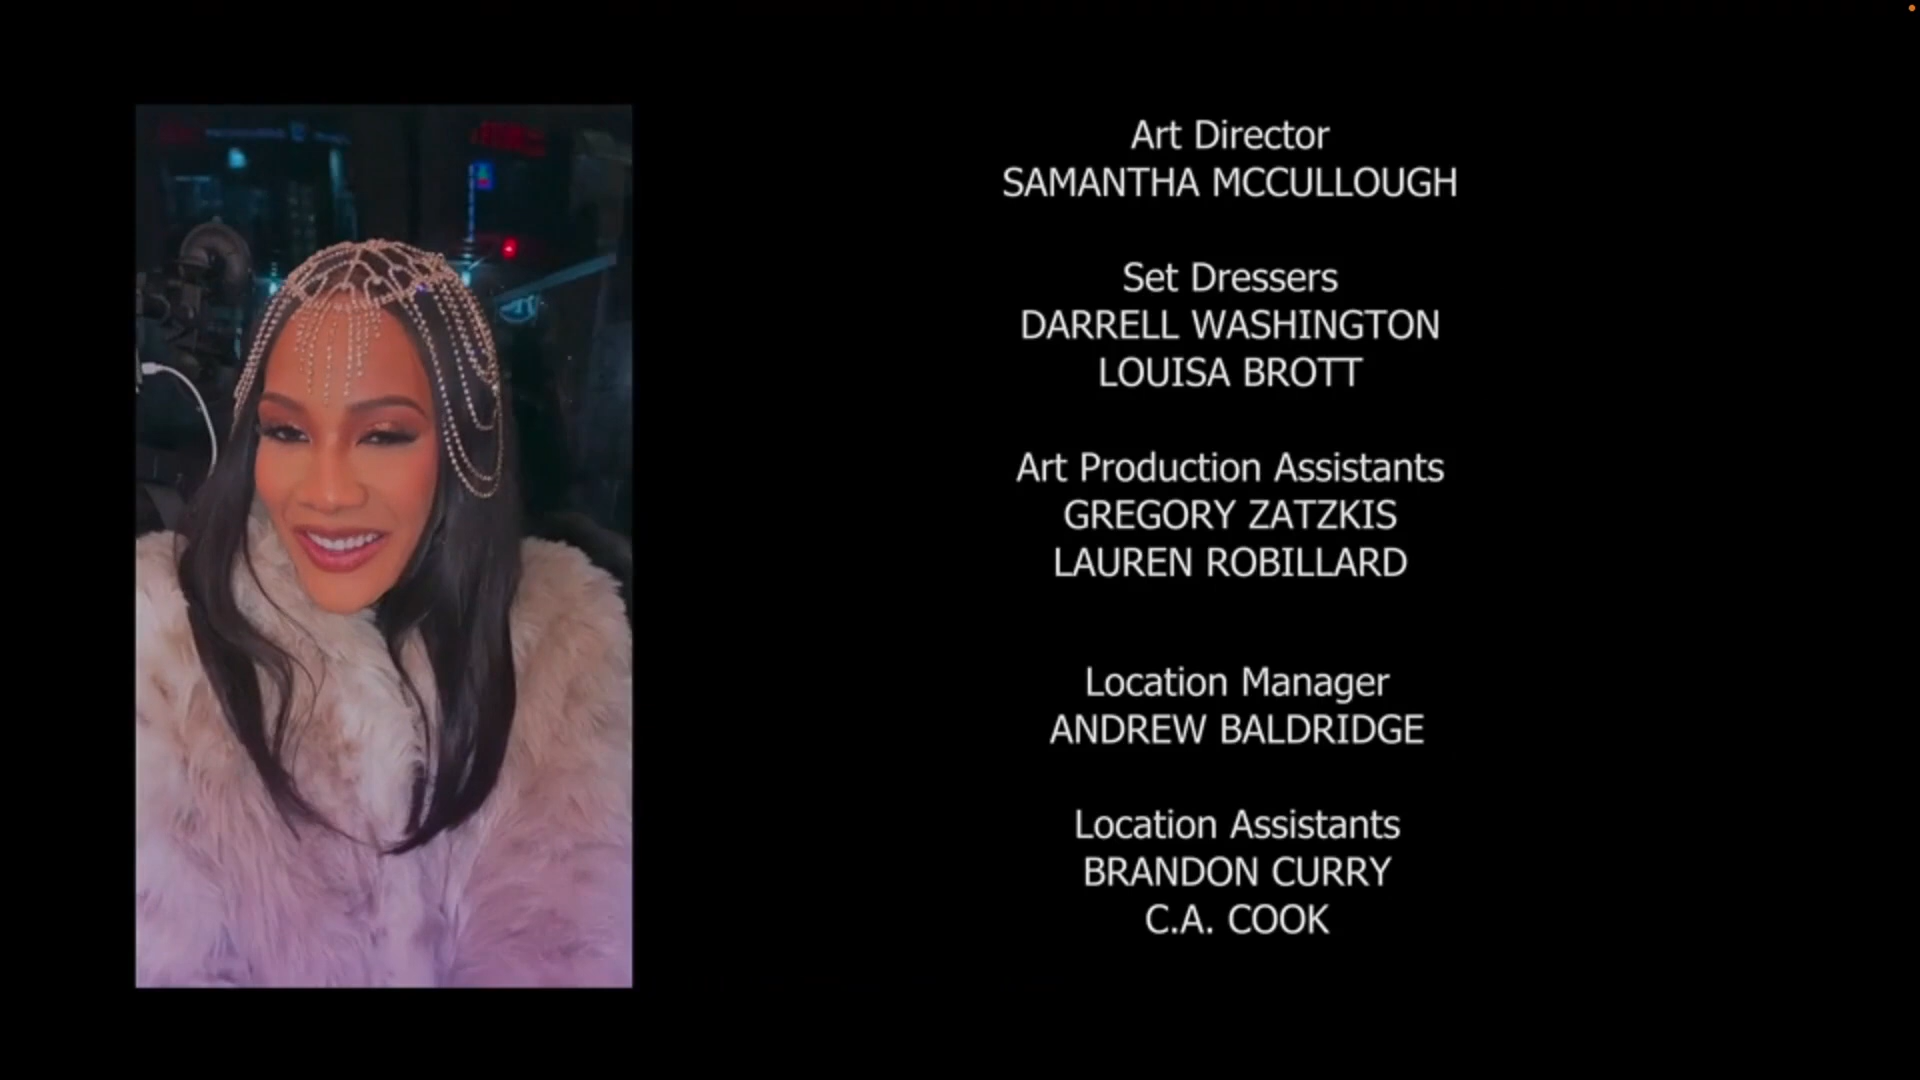 Art Director
SAMANTHA MCCULLOUGH
Set Dressers
DARRELL WASHINGTON
LOUISA BROTT
Art Production Assistants
GREGORY ZATZKIS
LAUREN ROBILLARD
Location Manager
ANDREW BALDRIDGE
Location Assistants
BRANDON CURRY
C.A. COOK